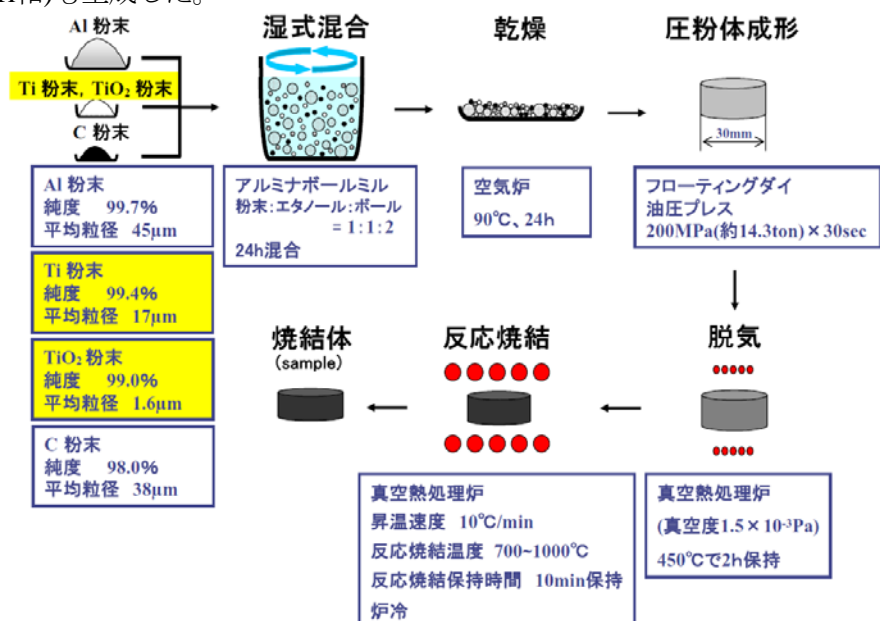 Al 粉末
Ti 粉末，TiO₂ 粉末
C 粉末
Al 粉末
純度 99.7%
平均粒径 45μm
Ti 粉末
純度 99.4%
平均粒径 17μm
TiO₂ 粉末
純度 99.0%
平均粒径 1.6μm
C 粉末
純度 98.0%
平均粒径 38μm
湿式混合
アルミナボールミル
粉末：エタノール：ボール
= 1:1:2
24h混合
乾燥
空気炉
90℃、24h
圧粉体成形
30mm
フローティングダイ
油圧プレス
200MPa(約14.3ton)×30sec
脱気
真空熱処理炉
(真空度1.5×10⁻³Pa)
450℃で2h保持
反応焼結
真空熱処理炉
昇温速度 10℃/min
反応焼結温度 700~1000℃
反応焼結保持時間 10min保持
炉冷
焼結体
(sample)